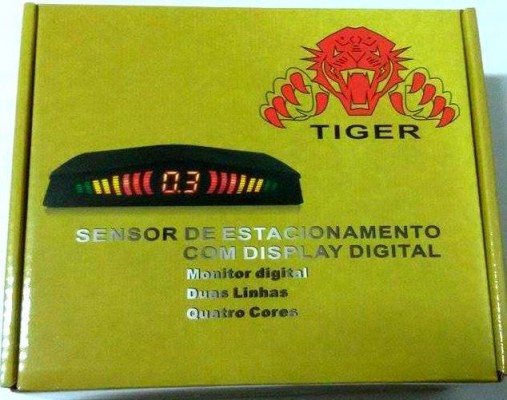 TIGER
0.3
SENSOR DE ESTACIONAMENTO
COM DISPLAY DIGITAL
Monitor digital
Duas Linhas
Quatro Cores